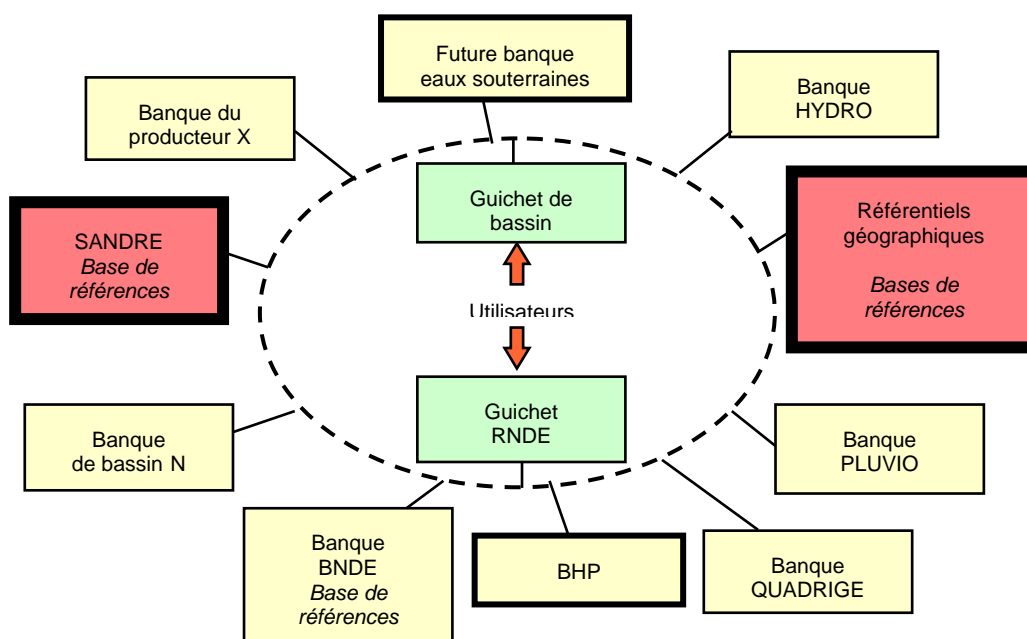 Future banque
eaux souterraines
Banque
HYDRO
Banque du
producteur X
Guichet de
bassin
Référentiels
géographiques
Bases de
références
SANDRE
Base de
références
Utilisateurs
Guichet
RNDE
Banque
de bassin N
Banque
PLUVIO
Banque
BNDE
Base de
références
BHP
Banque
QUADRIGE